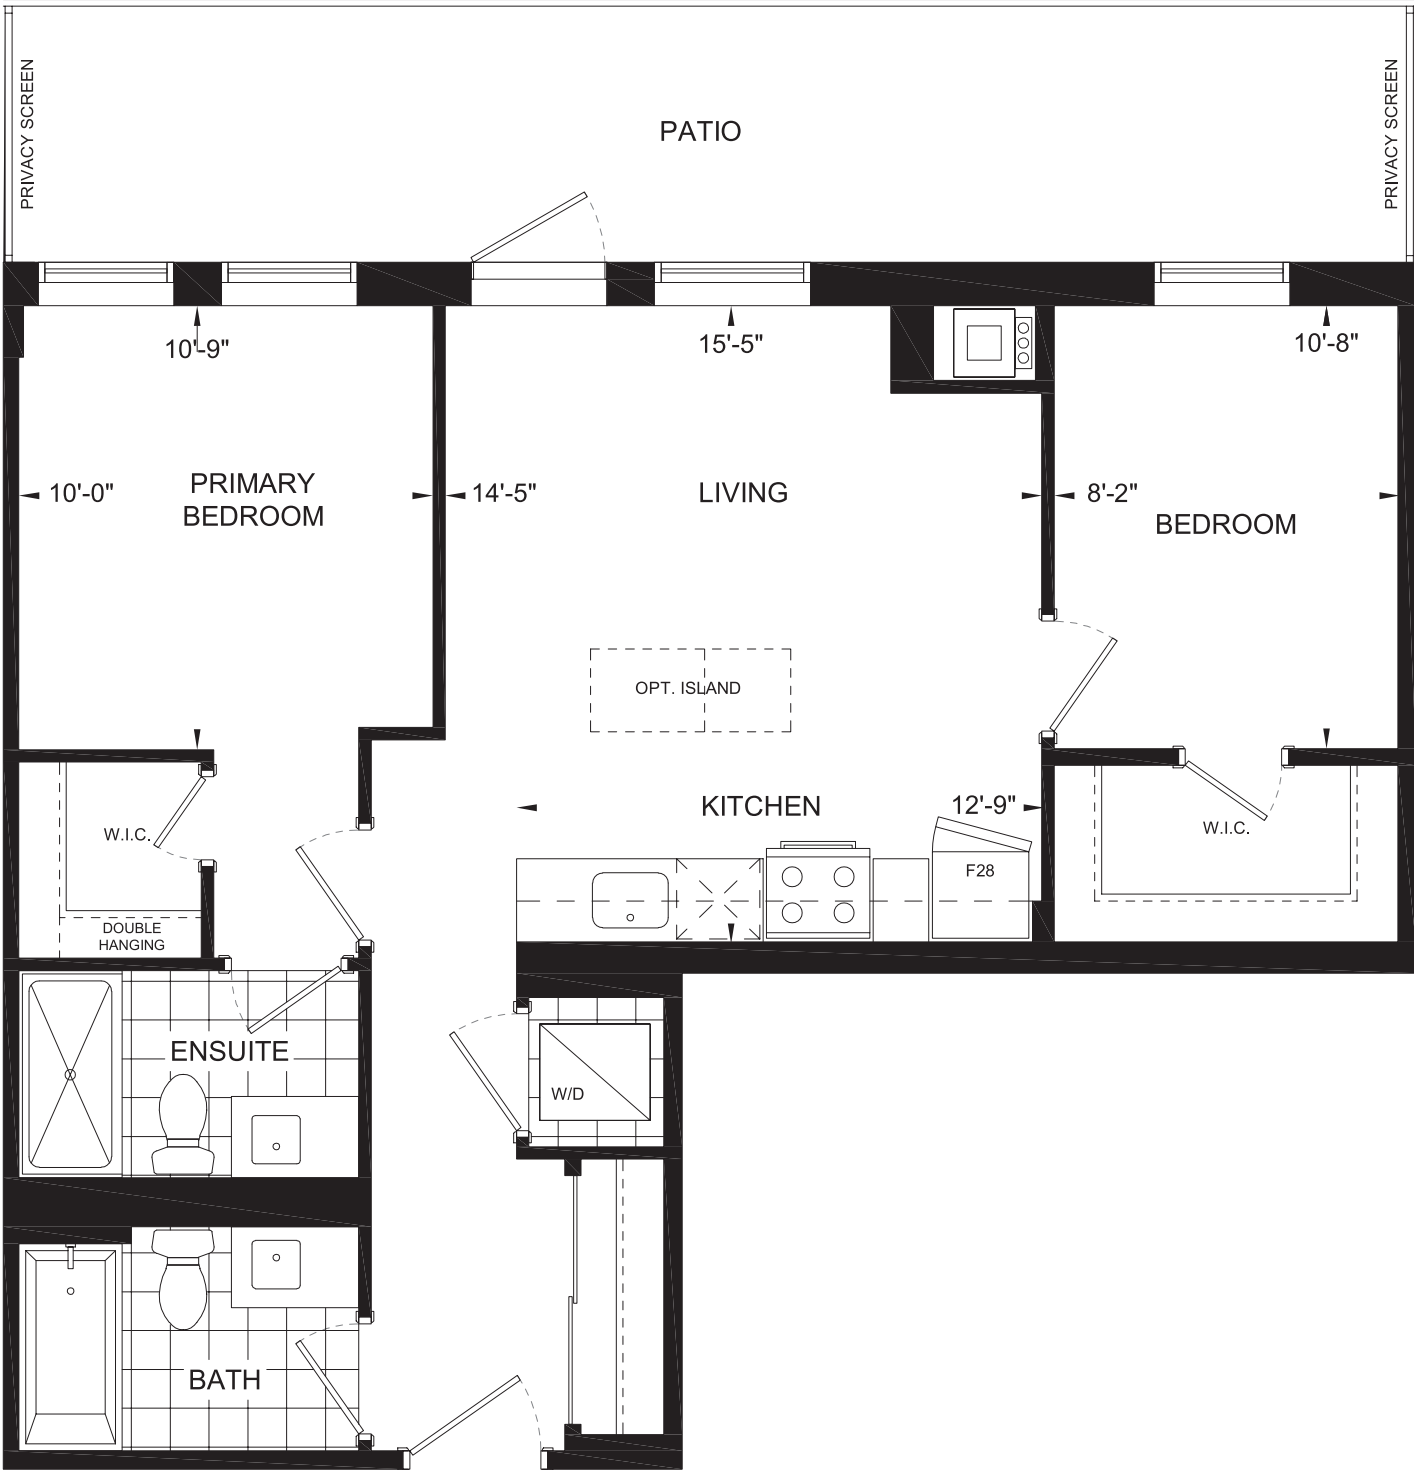 PRIVACY SCREEN
PATIO
PRIVACY SCREEN
10'-9"
15'-5"
10'-8"
10'-0"
PRIMARY
BEDROOM
14'-5"
LIVING
8'-2"
BEDROOM
OPT. ISLAND
KITCHEN
12'-9"
W.I.C.
W.I.C.
F28
DOUBLE
HANGING
ENSUITE
W/D
BATH